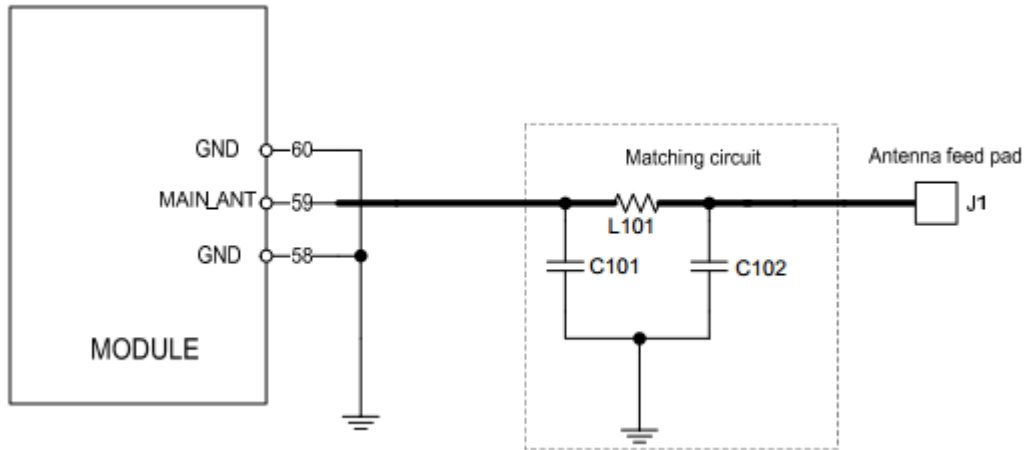 GND 60
MAIN_ANT 59
GND 58
MODULE
Matching circuit
L101
C101
C102
Antenna feed pad
J1